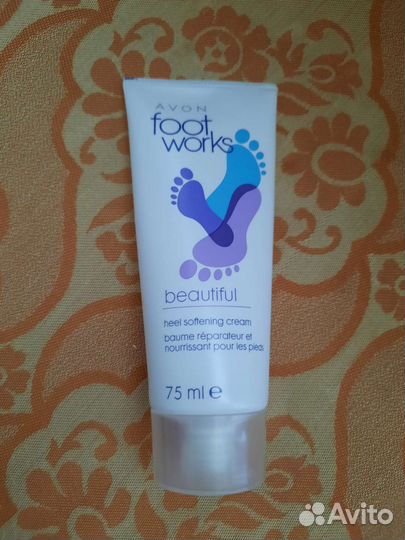 AVON
foot
works
beautiful
heel softening cream
baume réparateur et
nourrissant pour les pieds
75 ml e
Avito